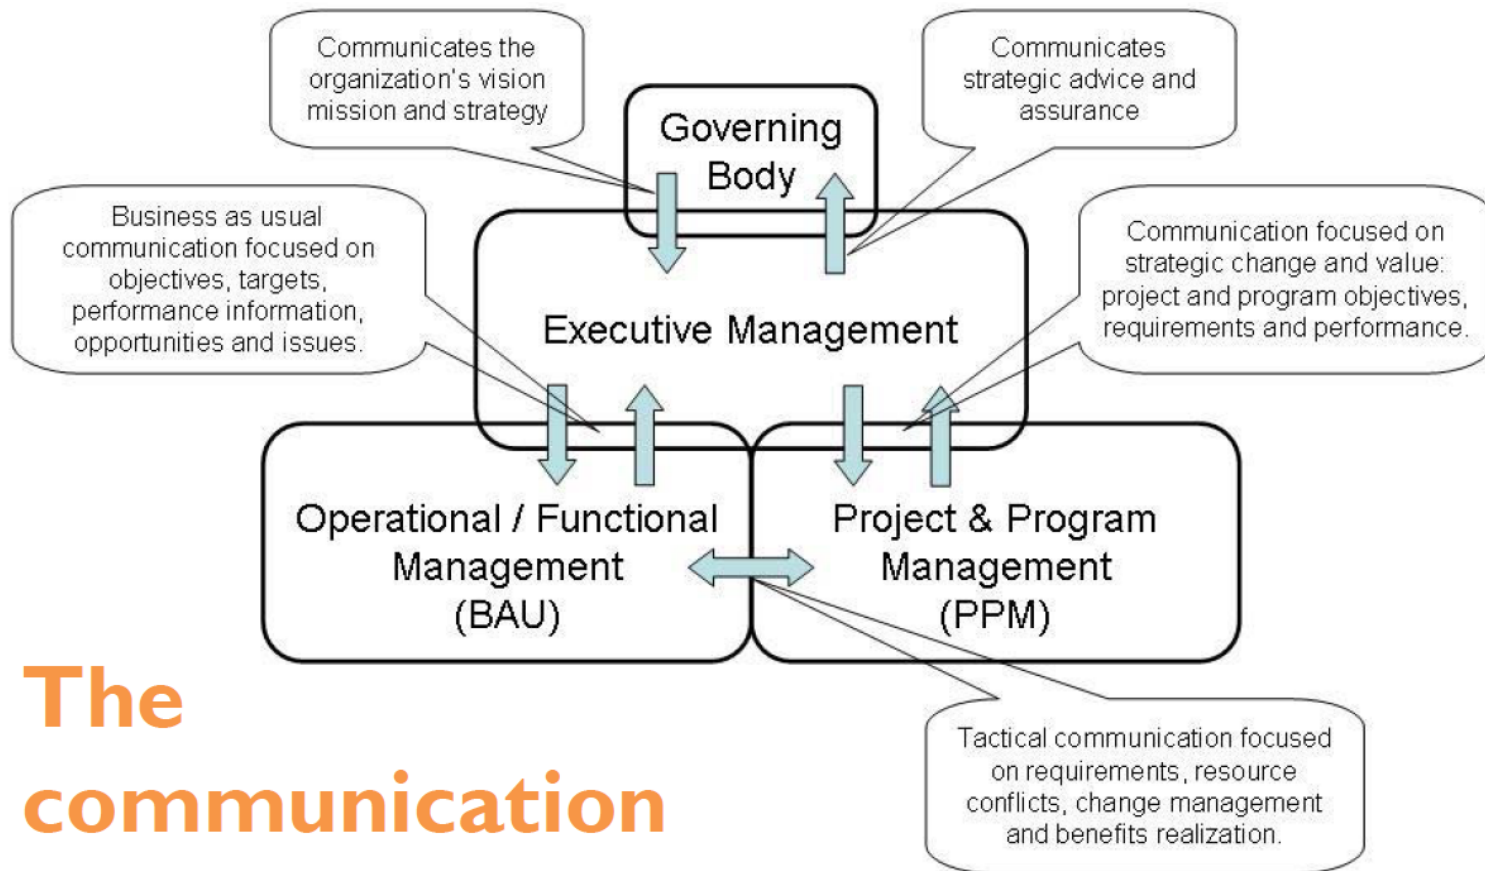 Communicates the
organization's vision
mission and strategy
Communicates
strategic advice and
assurance
Governing
Body
Business as usual
communication focused on
objectives, targets,
performance information,
opportunities and issues.
Communication focused on
strategic change and value:
project and program objectives,
requirements and performance.
Executive Management
Operational / Functional
Management
(BAU)
Project & Program
Management
(PPM)
The
communication
Tactical communication focused
on requirements, resource
conflicts, change management
and benefits realization.